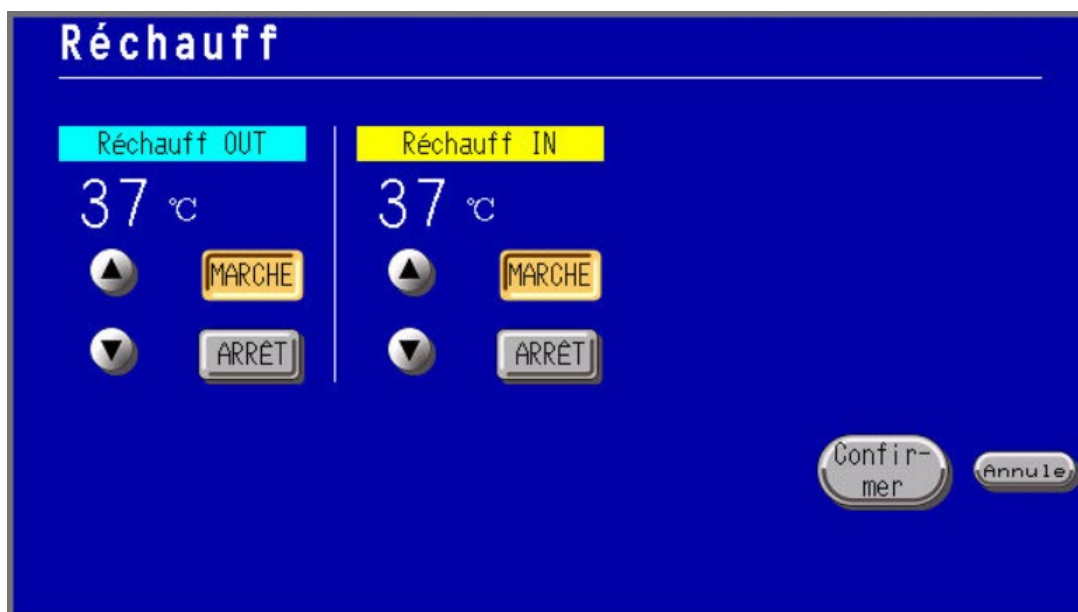 Réchauff
Réchauff OUT
37 ℃
MARCHE
ARRÊT
Réchauff IN
37 ℃
MARCHE
ARRÊT
Confir-
mer
Annule